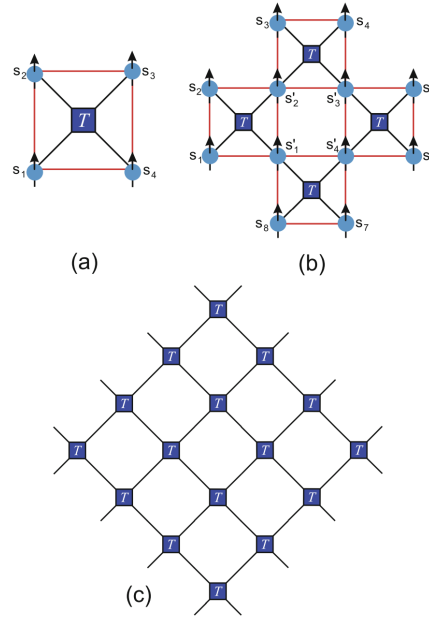 s₃ s₄
s₂ s₃ T
s₂ s'₂ s'₃ s
T T T
s₁ s₄ s₁ s'₁ s'₄ s
T
s₈ s₇
(a) (b)
T
T T
T T T
T T T T
T T T
T T
(c) T